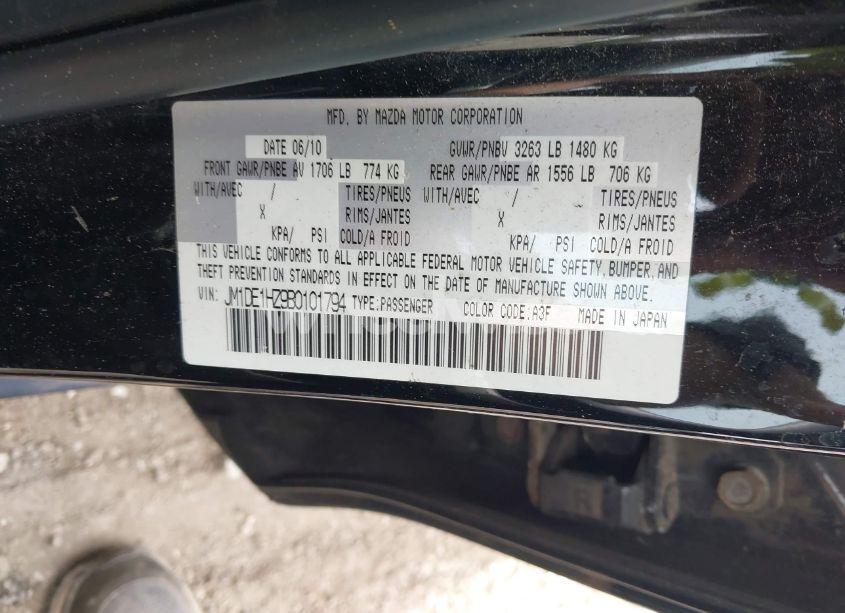 MFD. BY MAZDA MOTOR CORPORATION
DATE 06/10 GVWR/PNBV 3263 LB 1480 KG
FRONT GAWR/PNBE AV 1706 LB 774 KG REAR GAWR/PNBE AR 1556 LB 706 KG
WITH/AVEC / TIRES/PNEUS WITH/AVEC / TIRES/PNEUS
X RIMS/JANTES X RIMS/JANTES
KPA/ PSI COLD/A FROID KPA/ PSI COLD/A FROID
THIS VEHICLE CONFORMS TO ALL APPLICABLE FEDERAL MOTOR VEHICLE SAFETY, BUMPER, AND
THEFT PREVENTION STANDARDS IN EFFECT ON THE DATE OF MANUFACTURE SHOWN ABOVE.
VIN: JM1DE1HZ9B0101794 TYPE:PASSENGER COLOR CODE: A3F MADE IN JAPAN